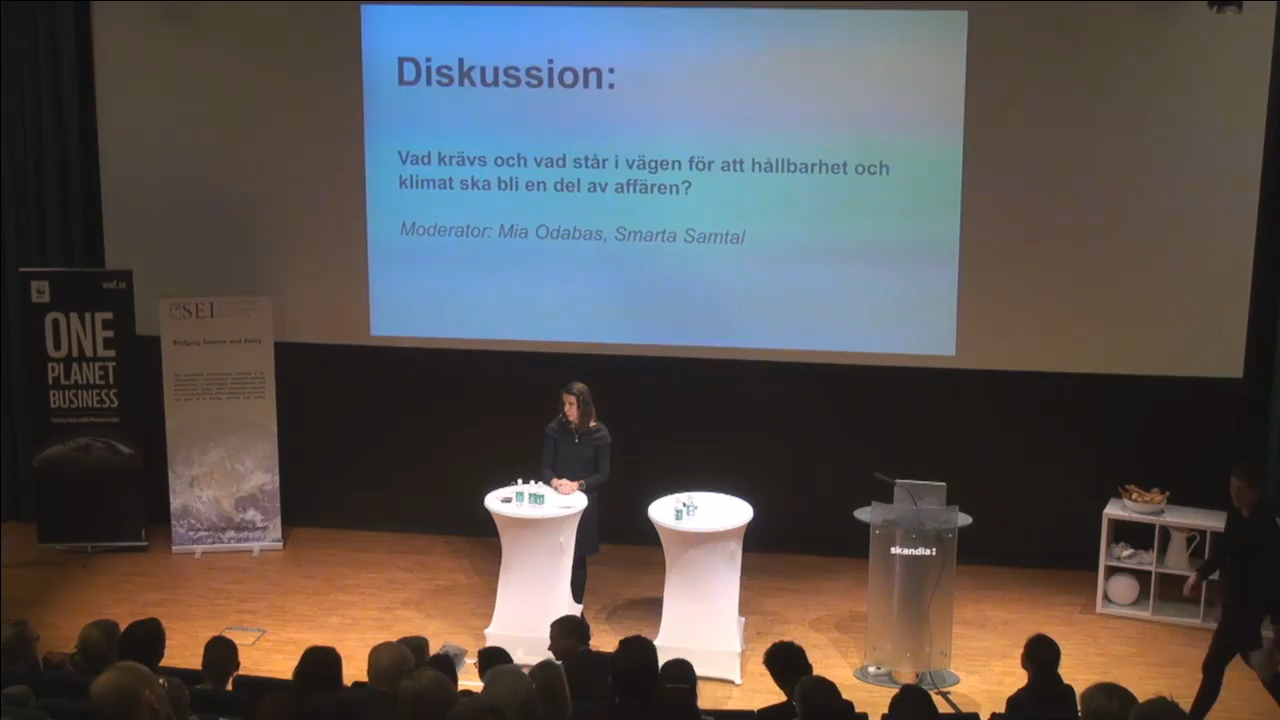 Diskussion:
Vad krävs och vad står i vägen för att hållbarhet och
klimat ska bli en del av affären?
Moderator: Mia Odabas, Smarta Samtal
wwf.se
ONE
PLANET
BUSINESS
SEI
Bridging Science and Policy
skandia: